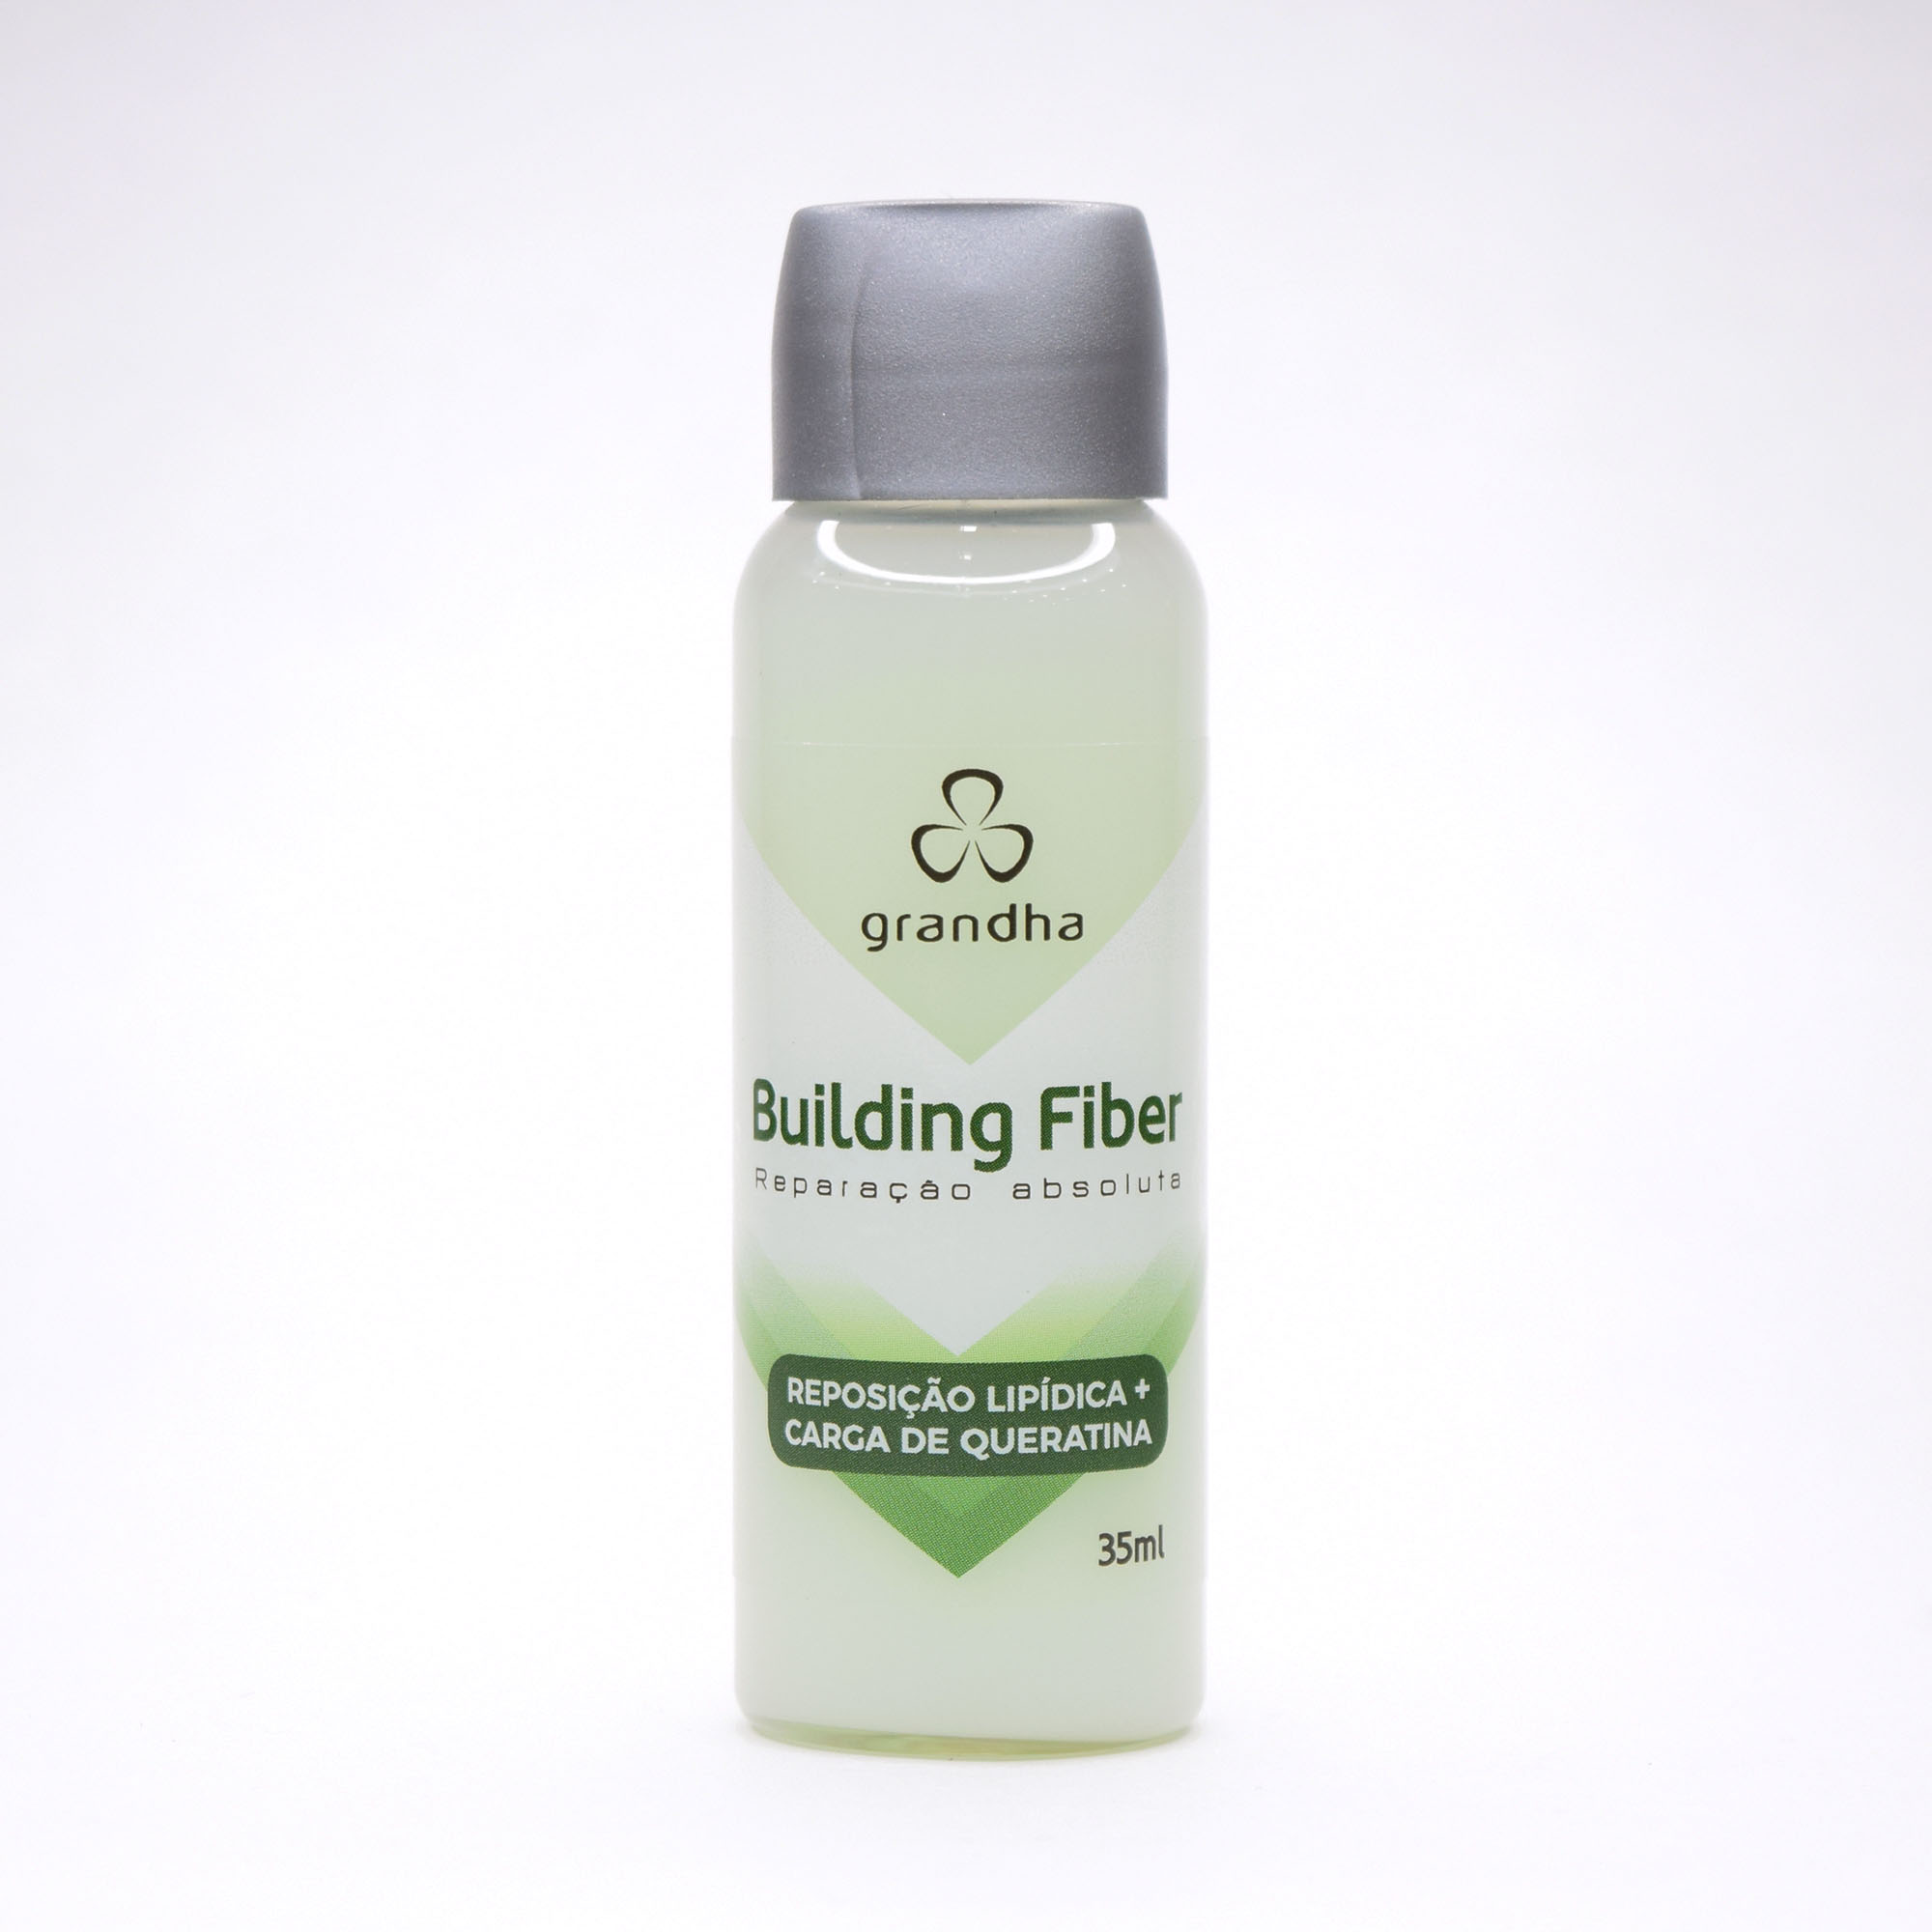 grandha
Building Fiber
Reparação absoluta
REPOSIÇÃO LIPÍDICA +
CARGA DE QUERATINA
35ml